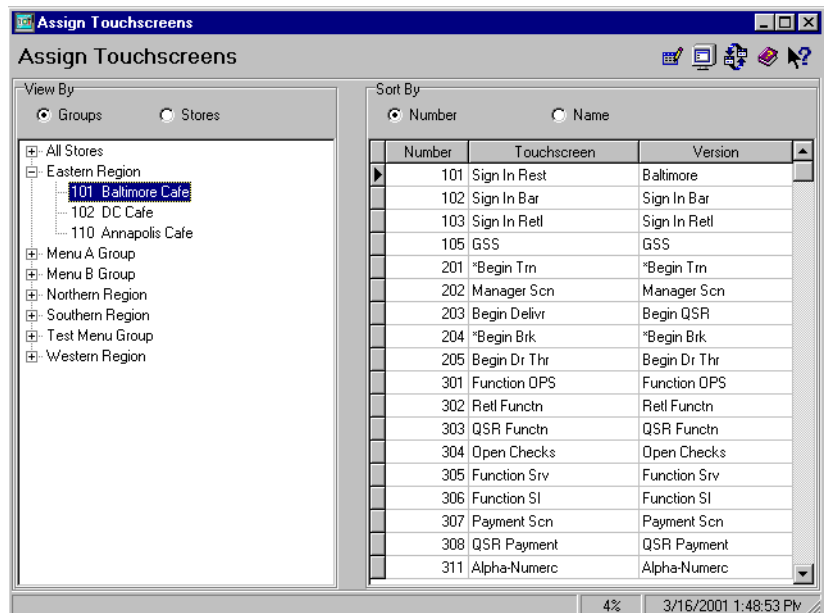 Assign Touchscreens
Assign Touchscreens
View By
Groups Stores
All Stores
Eastern Region
101 Baltimore Cafe
102 DC Cafe
110 Annapolis Cafe
Menu A Group
Menu B Group
Northern Region
Southern Region
Test Menu Group
Western Region
Sort By
Number Name
Number Touchscreen Version
101 Sign In Rest Baltimore
102 Sign In Bar Sign In Bar
103 Sign In Retl Sign In Retl
105 GSS GSS
201 *Begin Trn *Begin Trn
202 Manager Scn Manager Scn
203 Begin Delivr Begin QSR
204 *Begin Brk *Begin Brk
205 Begin Dr Thr Begin Dr Thr
301 Function OPS Function OPS
302 Retl Functn Retl Functn
303 QSR Functn QSR Functn
304 Open Checks Open Checks
305 Function Srv Function Srv
306 Function SI Function SI
307 Payment Scn Payment Scn
308 QSR Payment QSR Payment
311 Alpha-Numerc Alpha-Numerc
4% 3/16/2001 1:48:53 PM